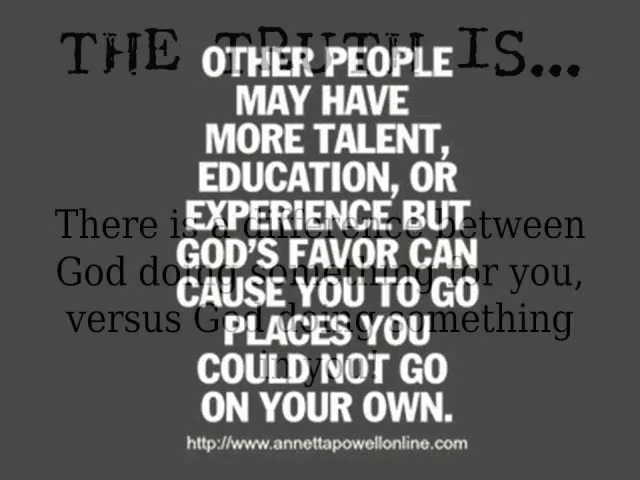 THE TRUTH IS...
OTHER PEOPLE
MAY HAVE
MORE TALENT,
EDUCATION, OR
EXPERIENCE BUT
GOD'S FAVOR CAN
CAUSE YOU TO GO
PLACES YOU
COULD NOT GO
ON YOUR OWN.
http://www.annettapowellonline.com
There is a difference between
God doing something for you,
versus God doing something
in you!